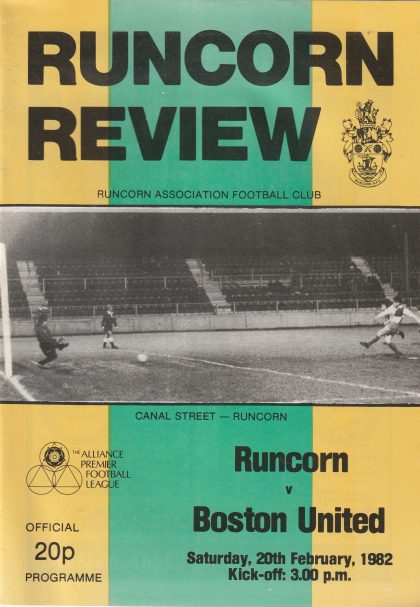 RUNCORN
REVIEW
RUNCORN ASSOCIATION FOOTBALL CLUB
CANAL STREET — RUNCORN
THE ALLIANCE
PREMIER
FOOTBALL
LEAGUE
OFFICIAL
20p
PROGRAMME
Runcorn
v
Boston United
Saturday, 20th February, 1982
Kick-off: 3.00 p.m.